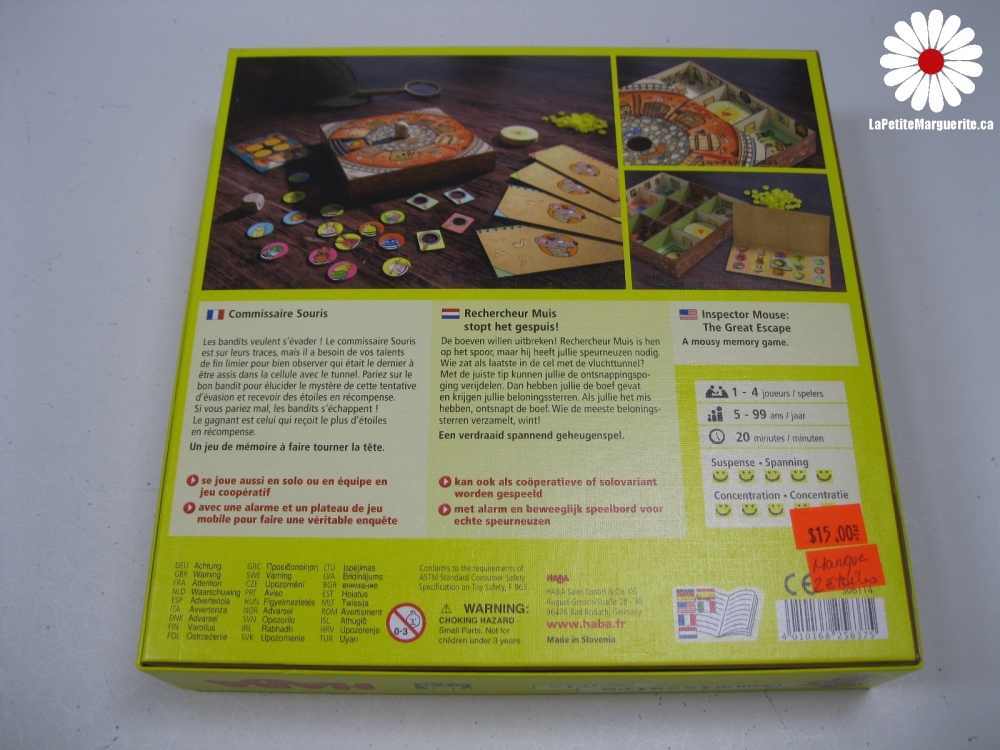 LaPetiteMarguerite.ca
Commissaire Souris
Les bandits veulent s'évader ! Le commissaire Souris
est sur leurs traces, mais il a besoin de vos talents
de fin limier pour bien observer qui était le dernier à
être assis dans la cellule avec le tunnel. Pariez sur le
bon bandit pour élucider le mystère de cette tentative
d'évasion et recevoir des étoiles en récompense.
Si vous pariez mal, les bandits s'échappent !
Le gagnant est celui qui reçoit le plus d'étoiles
en récompense.
Un jeu de mémoire à faire tourner la tête.
se joue aussi en solo ou en équipe en
jeu coopératif
avec une alarme et un plateau de jeu
mobile pour faire une véritable enquête
Rechercheur Muis
stopt het gespuis!
De boeven willen uitbreken! Rechercheur Muis is hen
op het spoor, maar hij heeft jullie speurneuzen nodig.
Wie zat als laatste in de cel met de vluchttunnel?
Met de juiste tip kunnen jullie de ontsnappingspo-
ging verijdelen. Dan hebben jullie de boef gevat
en krijgen jullie beloningssterren. Als jullie het mis
hebben, ontsnapt de boef. Wie de meeste belonings-
sterren verzamelt, wint!
Een verdraaid spannend geheugenspel.
kan ook als coöperatieve of solovariant
worden gespeeld
met alarm en beweeglijk speelbord voor
echte speurneuzen
Inspector Mouse:
The Great Escape
A mousy memory game.
1 - 4 joueurs / spelers
5 - 99 ans / jaar
20 minutes / minuten
Suspense • Spanning
Concentration • Concentratie
$15.00
Manque
2 Étoiles
DEU Achtung
GBR Warning
FRA Attention
NLD Waarschuwing
ESP Advertencia
ITA Avvertenza
DNK Advarsel
FIN Varoitus
POL Ostrzeżenie
GRC Προειδοποίηση
SWE Varning
CZE Upozornění
PRT Aviso
HUN Figyelmeztetés
NOR Advarsel
SVN Opozorilo
IRL Rabhadh
SVK Upozornenie
LTU Įspėjimas
LVA Brīdinājums
BGR внимание
EST Hoiatus
MLT Twissija
ROM Avertisment
ISL Athugið
HRV Upozorenje
TUR Uyarı
Conforms to the requirements of
ASTM Standard Consumer Safety
Specification on Toy Safety, F 963.
0-3
WARNING:
CHOKING HAZARD -
Small Parts. Not for
children under 3 years.
HABA
HABA Sales GmbH & Co. KG
August-Grosch-Straße 28 - 38
96476 Bad Rodach, Germany
www.haba.fr
Made in Slovenia
CE
306114
4 010168 256375
HABA